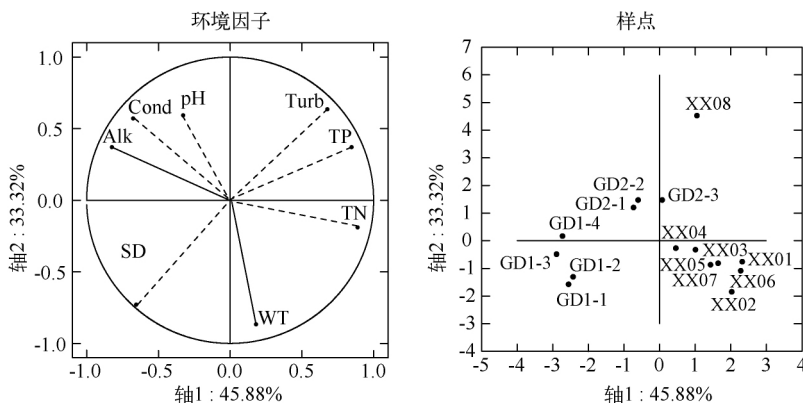 环境因子
1.0
0.5
0.0
-0.5
-1.0
-1.0
-0.5
0.0
0.5
1.0
轴2 : 33.32%
轴1 : 45.88%
Cond
pH
Turb
Alk
TP
TN
SD
WT
样点
7
6
5
4
3
2
1
0
-1
-2
-3
-4
-5
-4
-3
-2
-1
0
1
2
3
4
轴2 : 33.32%
轴1 : 45.88%
XX08
GD2-2
GD2-1
GD2-3
GD1-4
XX04
GD1-3
GD1-2
XX03
XX01
XX05
GD1-1
XX07
XX06
XX02